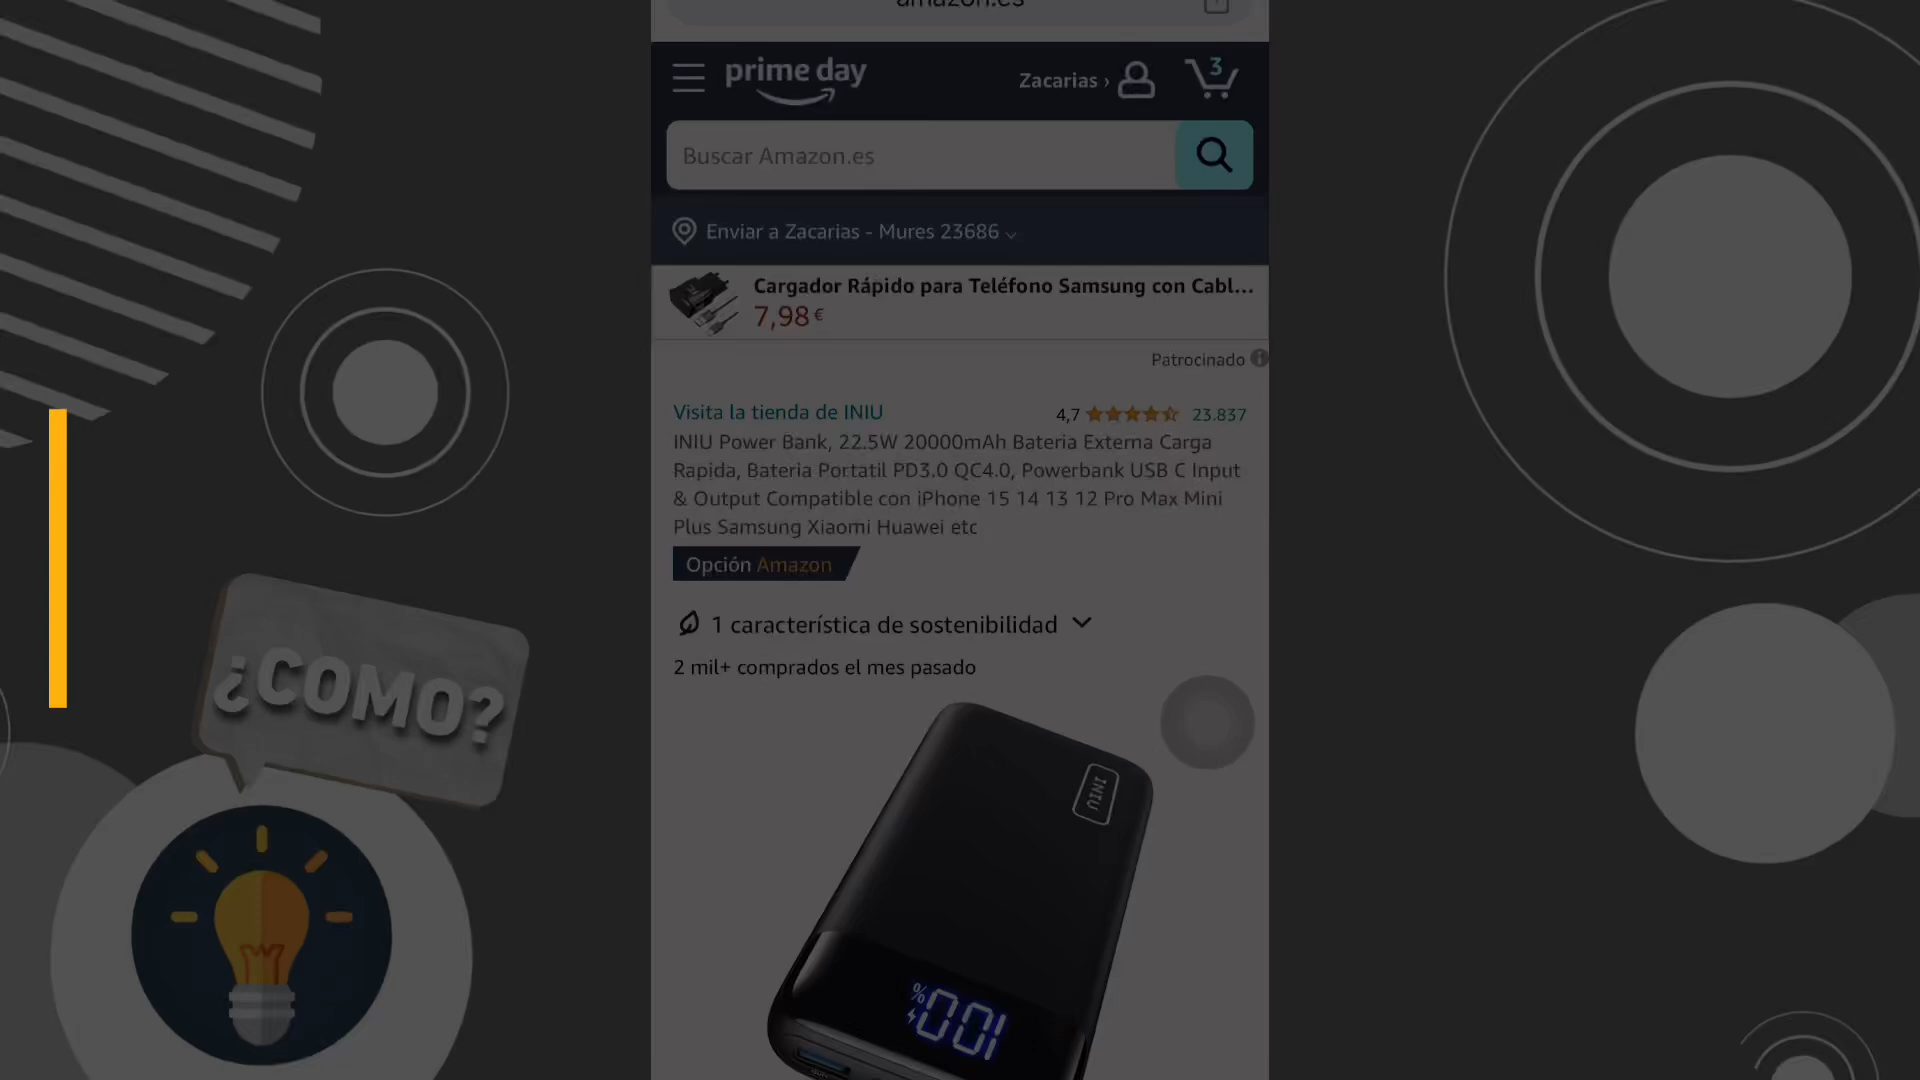 amazon.es
prime day
Zacarias ›
3
Buscar Amazon.es
Enviar a Zacarias - Mures 23686
Cargador Rápido para Teléfono Samsung con Cabl...
7,98 €
Patrocinado
Visita la tienda de INIU
4,7 23.837
INIU Power Bank, 22.5W 20000mAh Bateria Externa Carga
Rapida, Bateria Portatil PD3.0 QC4.0, Powerbank USB C Input
& Output Compatible con iPhone 15 14 13 12 Pro Max Mini
Plus Samsung Xiaomi Huawei etc
Opción Amazon
1 característica de sostenibilidad
2 mil+ comprados el mes pasado
¿COMO?
INIU
100%